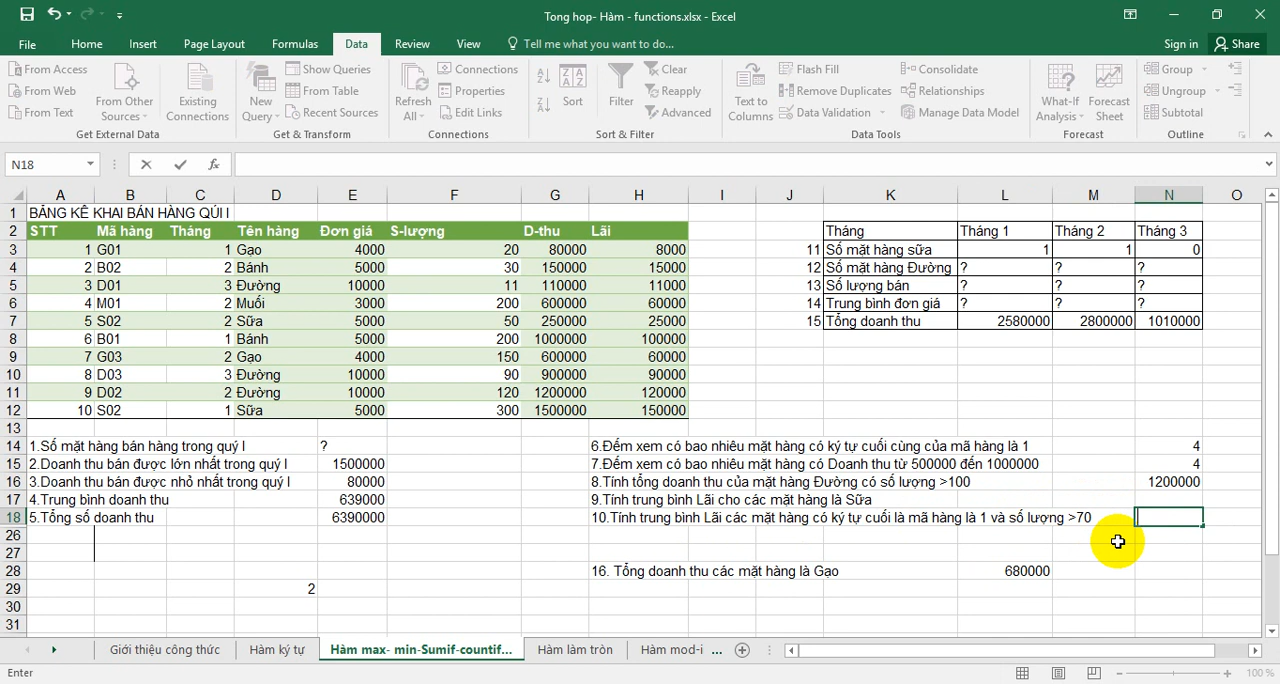 Tong hop- Hàm - functions.xlsx - Excel
File Home Insert Page Layout Formulas Data Review View Tell me what you want to do... Sign in Share
From Access
From Web
From Text
From Other Sources
Existing Connections
Get External Data
New Query
Show Queries
From Table
Recent Sources
Get & Transform
Refresh All
Connections
Properties
Edit Links
Connections
Sort
Filter
Clear
Reapply
Advanced
Sort & Filter
Text to Columns
Flash Fill
Remove Duplicates
Data Validation
Consolidate
Relationships
Manage Data Model
Data Tools
What-If Analysis
Forecast Sheet
Forecast
Group
Ungroup
Subtotal
Outline
N18 fx
A B C D E F G H I J K L M N O
1 BẢNG KÊ KHAI BÁN HÀNG QÚI I
2 STT Mã hàng Tháng Tên hàng Đơn giá S-lượng D-thu Lãi Tháng Tháng 1 Tháng 2 Tháng 3
3 1 G01 1 Gạo 4000 20 80000 8000 11 Số mặt hàng sữa 1 1 0
4 2 B02 2 Bánh 5000 30 150000 15000 12 Số mặt hàng Đường ? ? ?
5 3 D01 3 Đường 10000 11 110000 11000 13 Số lượng bán ? ? ?
6 4 M01 2 Muối 3000 200 600000 60000 14 Trung bình đơn giá ? ? ?
7 5 S02 2 Sữa 5000 50 250000 25000 15 Tổng doanh thu 2580000 2800000 1010000
8 6 B01 1 Bánh 5000 200 1000000 100000
9 7 G03 2 Gạo 4000 150 600000 60000
10 8 D03 3 Đường 10000 90 900000 90000
11 9 D02 2 Đường 10000 120 1200000 120000
12 10 S02 1 Sữa 5000 300 1500000 150000
13
14 1.Số mặt hàng bán hàng trong quý I ? 6.Đếm xem có bao nhiêu mặt hàng có ký tự cuối cùng của mã hàng là 1 4
15 2.Doanh thu bán được lớn nhất trong quý I 1500000 7.Đếm xem có bao nhiêu mặt hàng có Doanh thu từ 500000 đến 1000000 4
16 3.Doanh thu bán được nhỏ nhất trong quý I 80000 8.Tính tổng doanh thu của mặt hàng Đường có số lượng >100 1200000
17 4.Trung bình doanh thu 639000 9.Tính trung bình Lãi cho các mặt hàng là Sữa
18 5.Tổng số doanh thu 6390000 10.Tính trung bình Lãi các mặt hàng có ký tự cuối là mã hàng là 1 và số lượng >70
26
27
28 16. Tổng doanh thu các mặt hàng là Gạo 680000
29 2
30
31
Giới thiệu công thức Hàm ký tự Hàm max- min-Sumif-countif... Hàm làm tròn Hàm mod-i ...
Enter 100 %